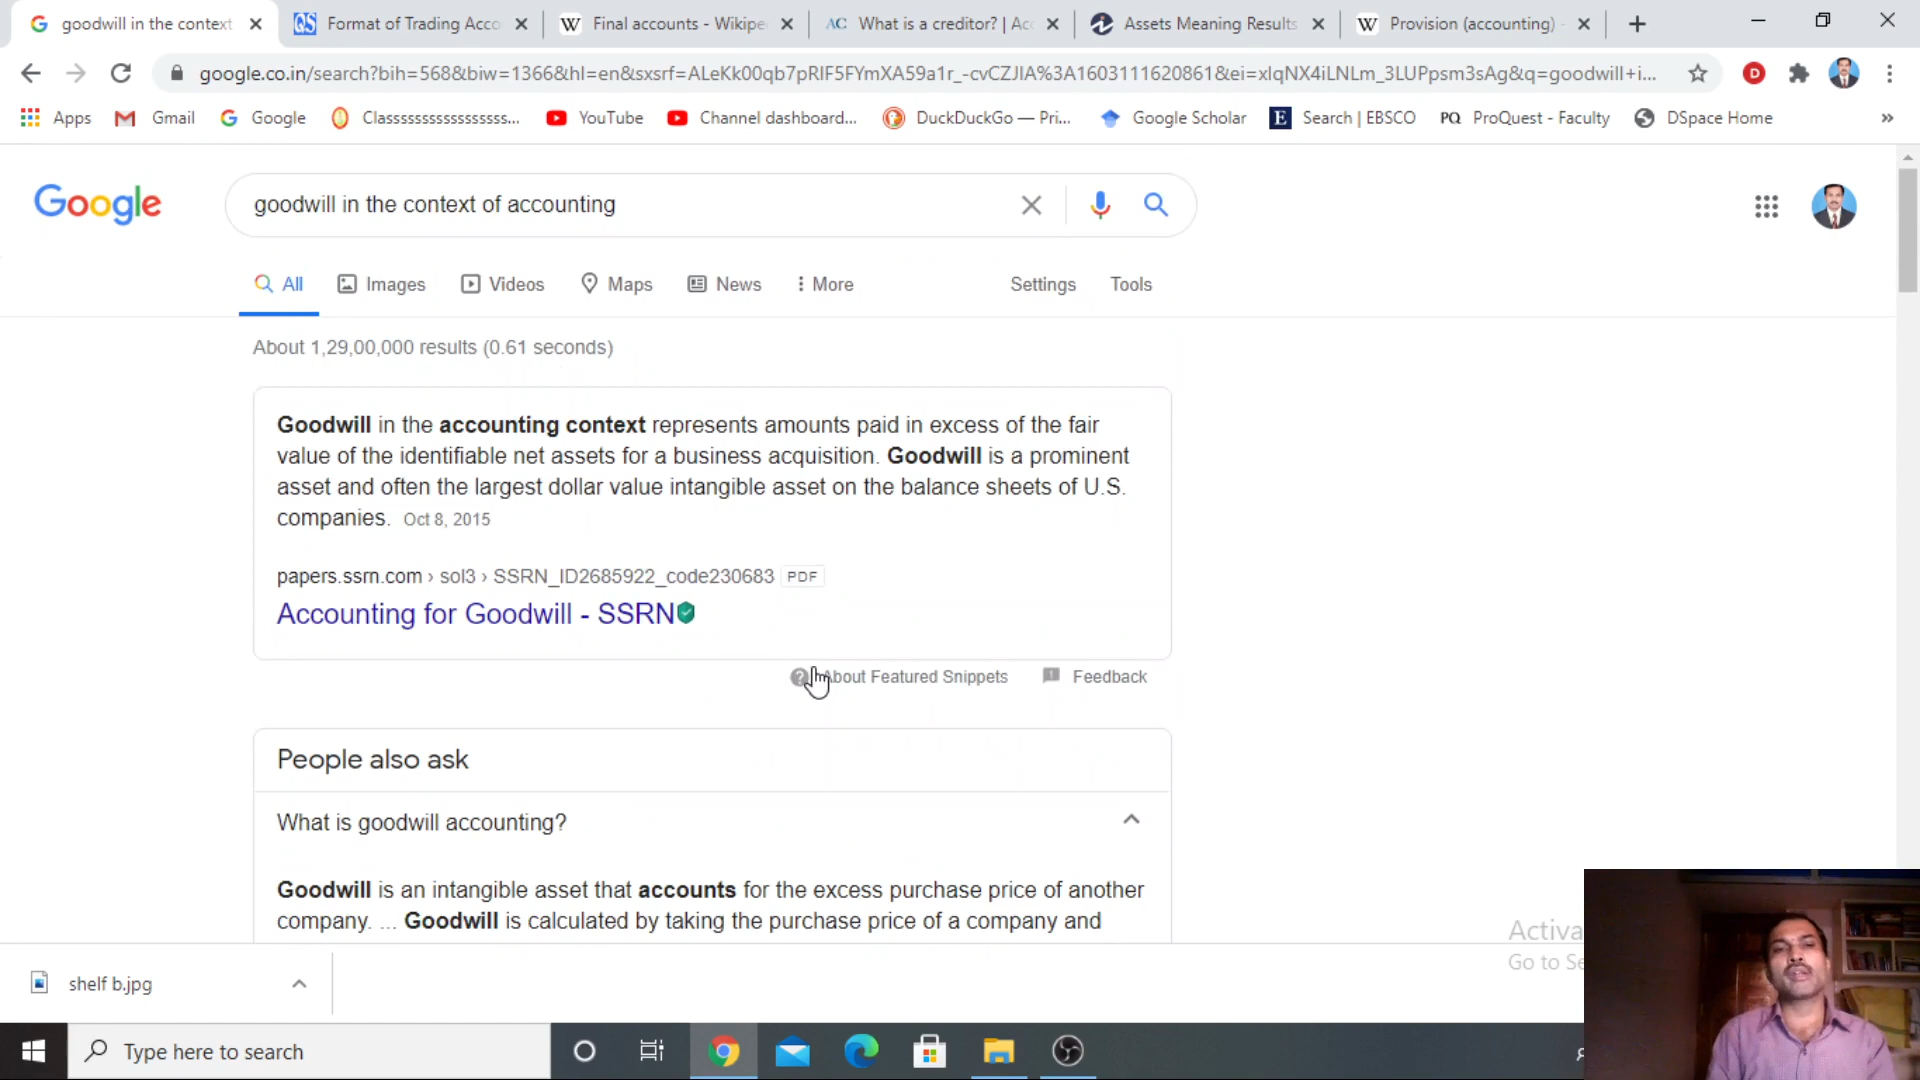 goodwill in the context
Format of Trading Acco
Final accounts - Wikipe
AC What is a creditor? | Acc
Assets Meaning Results
W Provision (accounting) -
google.co.in/search?bih=568&biw=1366&hl=en&sxsrf=ALeKk00qb7pRIF5FYmXA59a1r_-cvCZJIA%3A1603111620861&ei=xIqNX4iLNLm_3LUPpsm3sAg&q=goodwill+i...
Apps Gmail Google Classsssssssssssssss... YouTube Channel dashboard... DuckDuckGo — Pri... Google Scholar E Search | EBSCO PQ ProQuest - Faculty DSpace Home »
Google
goodwill in the context of accounting
All Images Videos Maps News More Settings Tools
About 1,29,00,000 results (0.61 seconds)
Goodwill in the accounting context represents amounts paid in excess of the fair
value of the identifiable net assets for a business acquisition. Goodwill is a prominent
asset and often the largest dollar value intangible asset on the balance sheets of U.S.
companies. Oct 8, 2015
papers.ssrn.com › sol3 › SSRN_ID2685922_code230683 PDF
Accounting for Goodwill - SSRN
About Featured Snippets Feedback
People also ask
What is goodwill accounting?
Goodwill is an intangible asset that accounts for the excess purchase price of another
company. ... Goodwill is calculated by taking the purchase price of a company and
Activa
Go to Se
shelf b.jpg
Type here to search